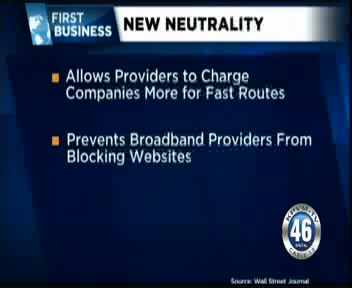 FIRST
BUSINESS
NEW NEUTRALITY
Allows Providers to Charge
Companies More for Fast Routes
Prevents Broadband Providers From
Blocking Websites
46
DIGITAL
Source: Wall Street Journal